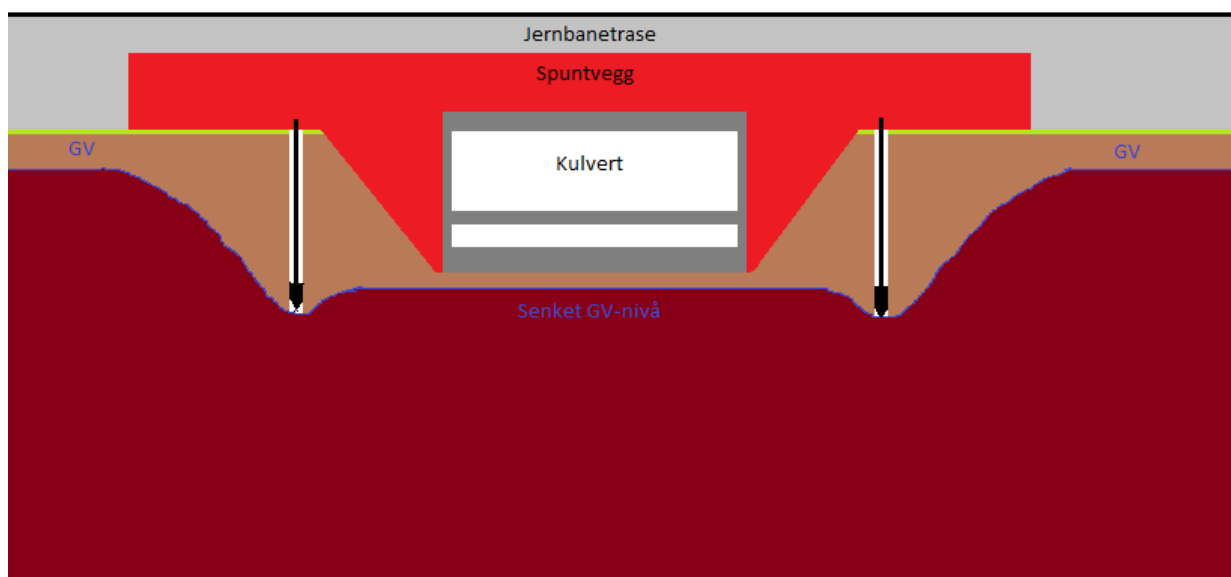 Jernbanetrase
Spuntvegg
GV
GV
Kulvert
Senket GV-nivå